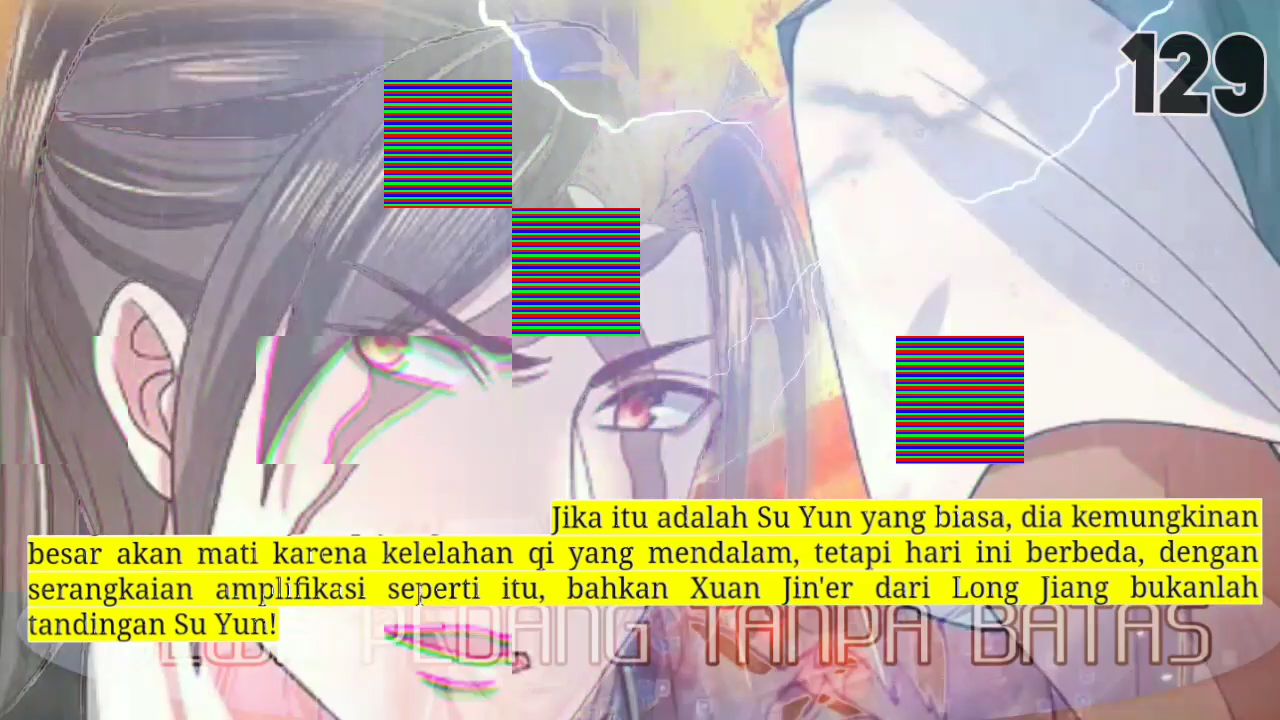 129
Jika itu adalah Su Yun yang biasa, dia kemungkinan
besar akan mati karena kelelahan qi yang mendalam, tetapi hari ini berbeda, dengan
serangkaian amplifikasi seperti itu, bahkan Xuan Jin'er dari Long Jiang bukanlah
tandingan Su Yun!
PEDANG TANPA BATAS